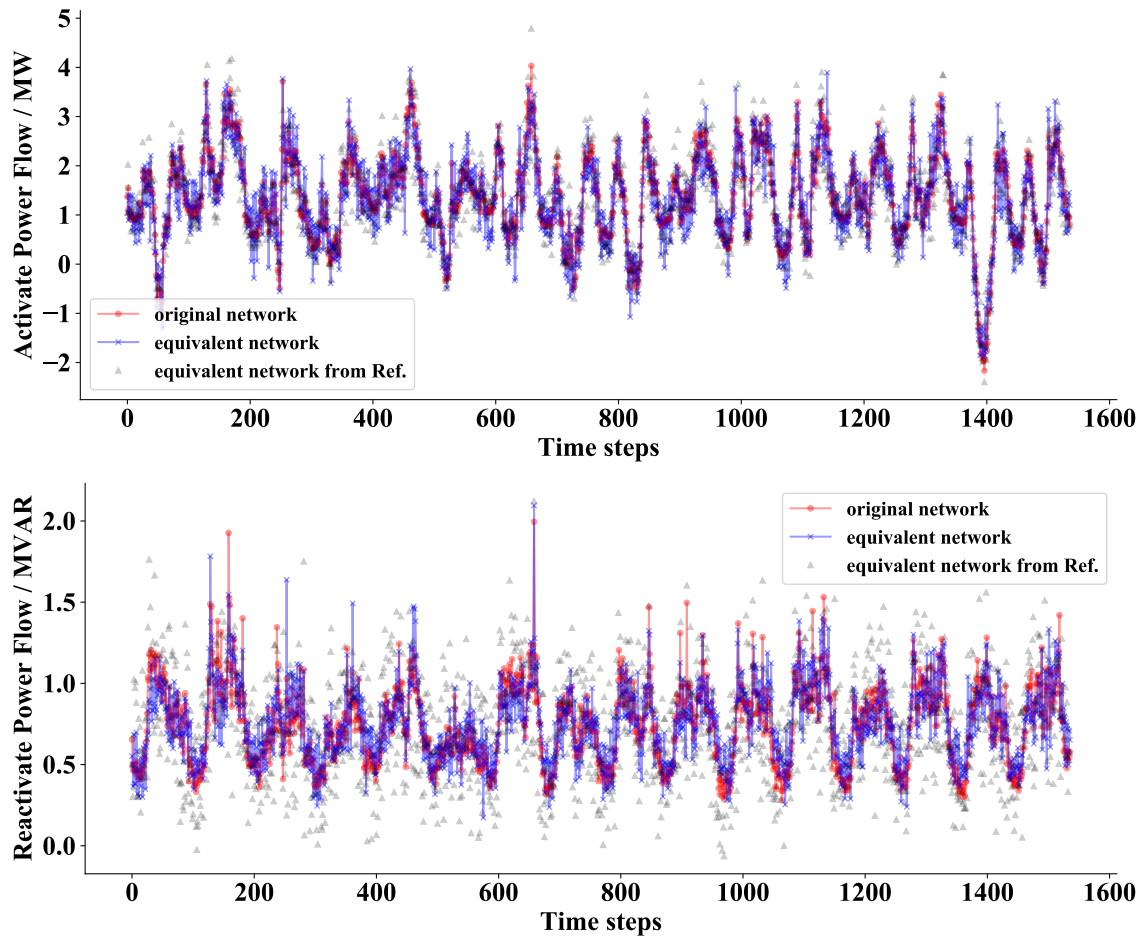 5
4
3
2
1
0
−1
−2
Activate Power Flow / MW
original network
equivalent network
equivalent network from Ref.
0 200 400 600 800 1000 1200 1400 1600
Time steps
2.0
1.5
1.0
0.5
0.0
Reactivate Power Flow / MVAR
original network
equivalent network
equivalent network from Ref.
0 200 400 600 800 1000 1200 1400 1600
Time steps